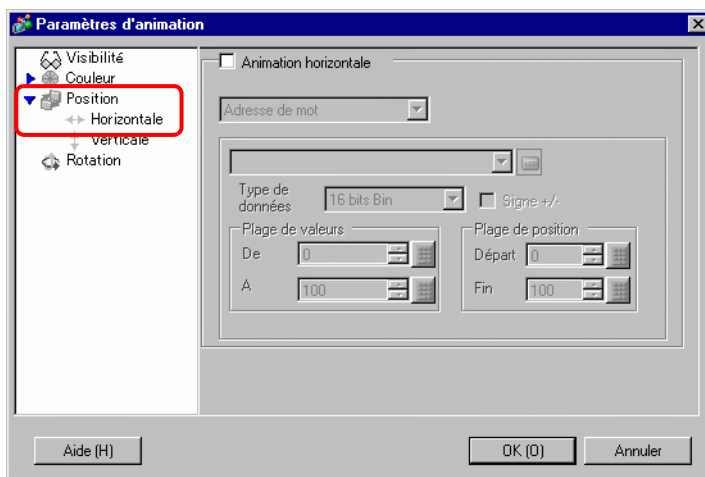 Paramètres d'animation
Visibilité
Couleur
Position
Horizontale
Verticale
Rotation
Animation horizontale
Adresse de mot
Type de
données
16 bits Bin
Signe +/-
Plage de valeurs
De
0
A
100
Plage de position
Départ
0
Fin
100
Aide (H)
OK (O)
Annuler